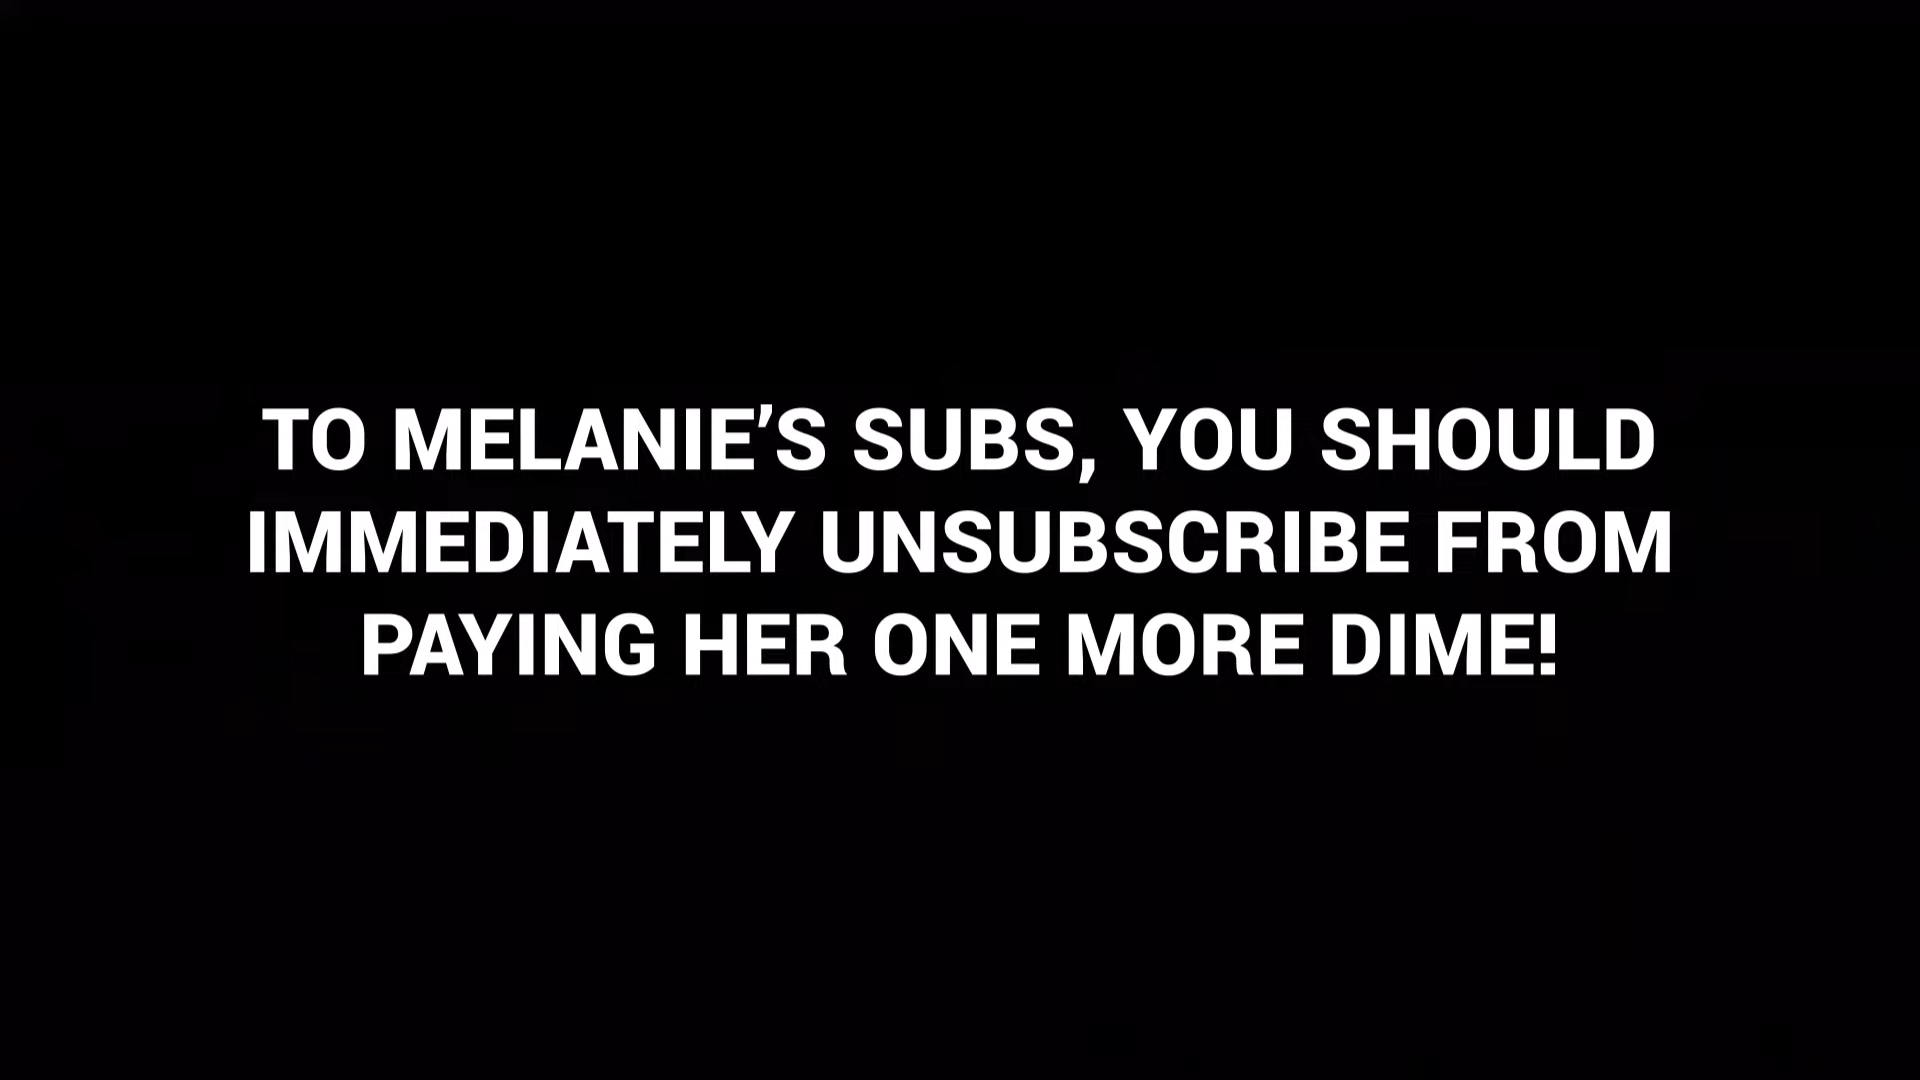 TO MELANIE’S SUBS, YOU SHOULD
IMMEDIATELY UNSUBSCRIBE FROM
PAYING HER ONE MORE DIME!